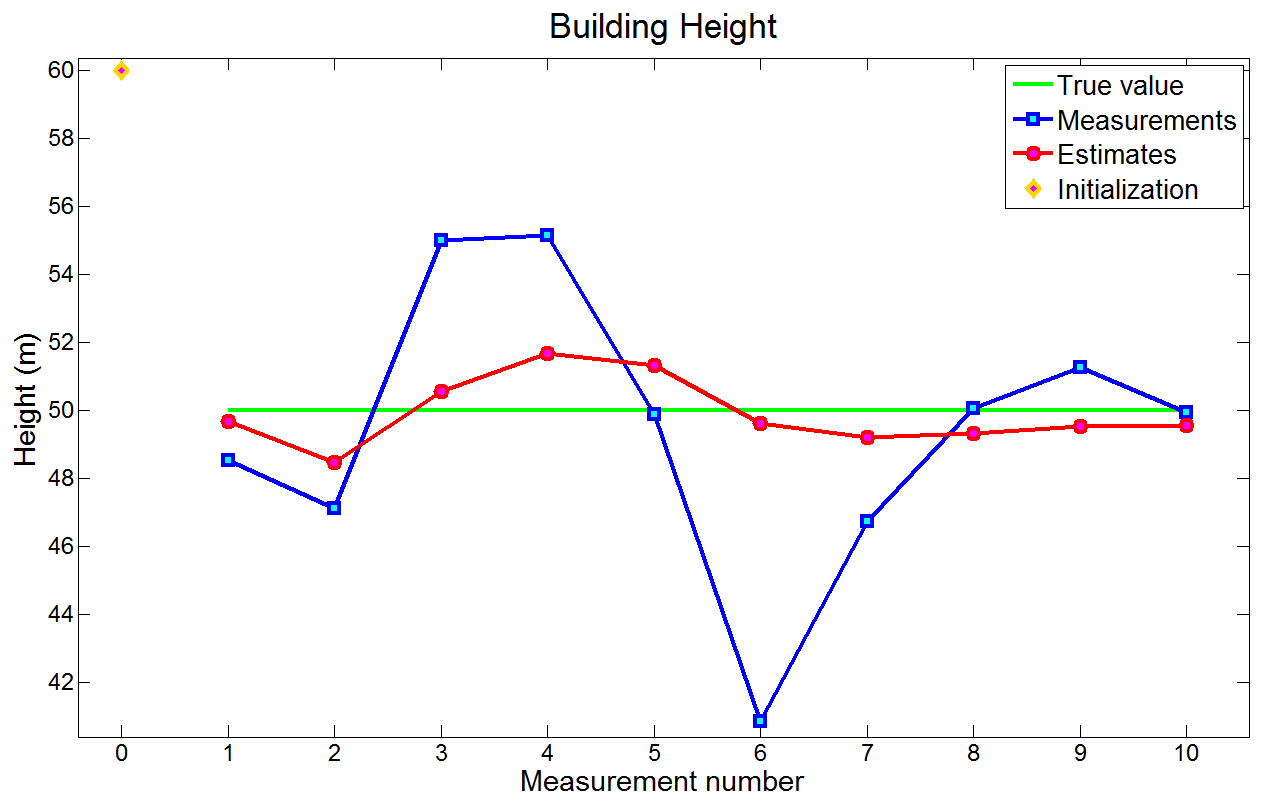 Building Height
60
58
56
54
52
50
48
46
44
42
Height (m)
0 1 2 3 4 5 6 7 8 9 10
Measurement number
True value
Measurements
Estimates
Initialization